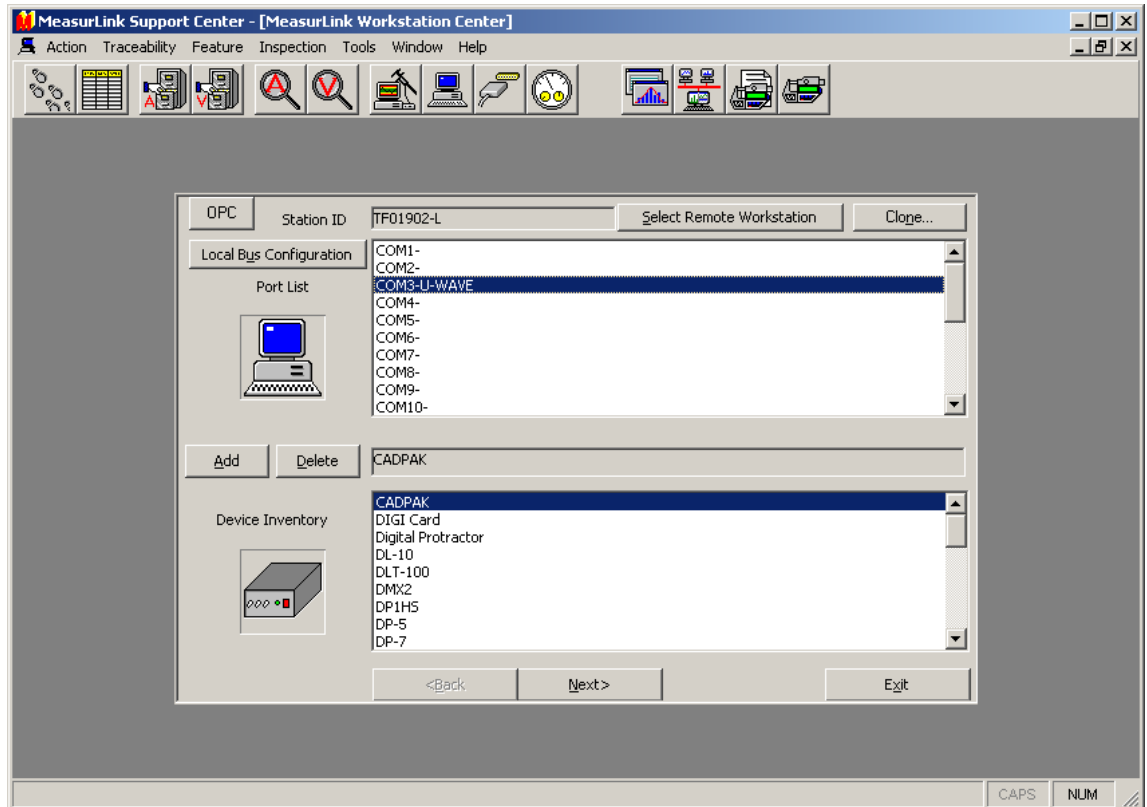 MeasurLink Support Center - [MeasurLink Workstation Center]
Action Traceability Feature Inspection Tools Window Help
A V A V
OPC Station ID TF01902-L Select Remote Workstation Clone...
Local Bus Configuration
Port List
COM1-
COM2-
COM3-U-WAVE
COM4-
COM5-
COM6-
COM7-
COM8-
COM9-
COM10-
Add Delete CADPAK
Device Inventory
CADPAK
DIGI Card
Digital Protractor
DL-10
DLT-100
DMX2
DP1HS
DP-5
DP-7
<Back Next> Exit
CAPS NUM